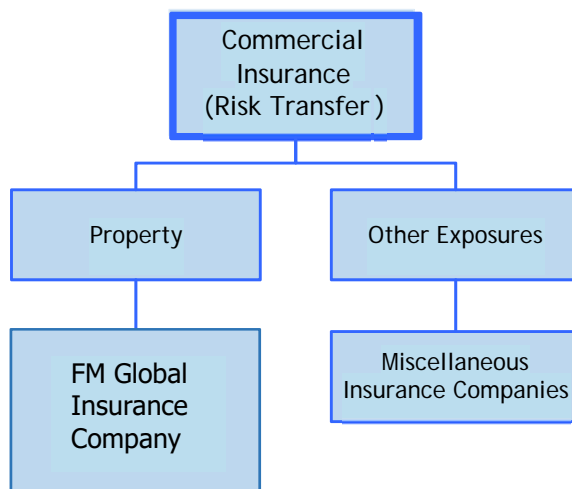 Commercial
Insurance
(Risk Transfer)
Property
Other Exposures
FM Global
Insurance
Company
Miscellaneous
Insurance Companies